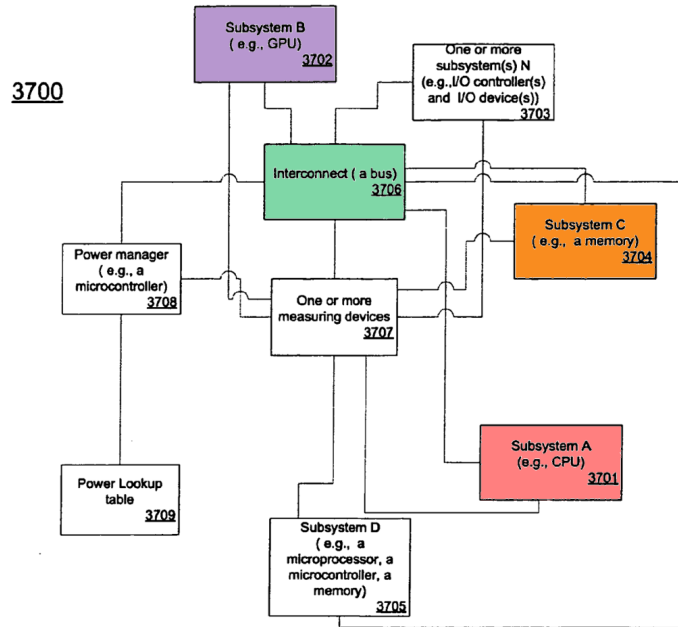 Subsystem B
( e.g., GPU)
3702
One or more
subsystem(s) N
(e.g.,I/O controller(s)
and I/O device(s))
3703
3700
Interconnect ( a bus)
3706
Subsystem C
( e.g., a memory)
3704
Power manager
( e.g., a
microcontroller)
3708
One or more
measuring devices
3707
Subsystem A
(e.g., CPU)
3701
Power Lookup
table
3709
Subsystem D
( e.g., a
microprocessor, a
microcontroller, a
memory)
3705